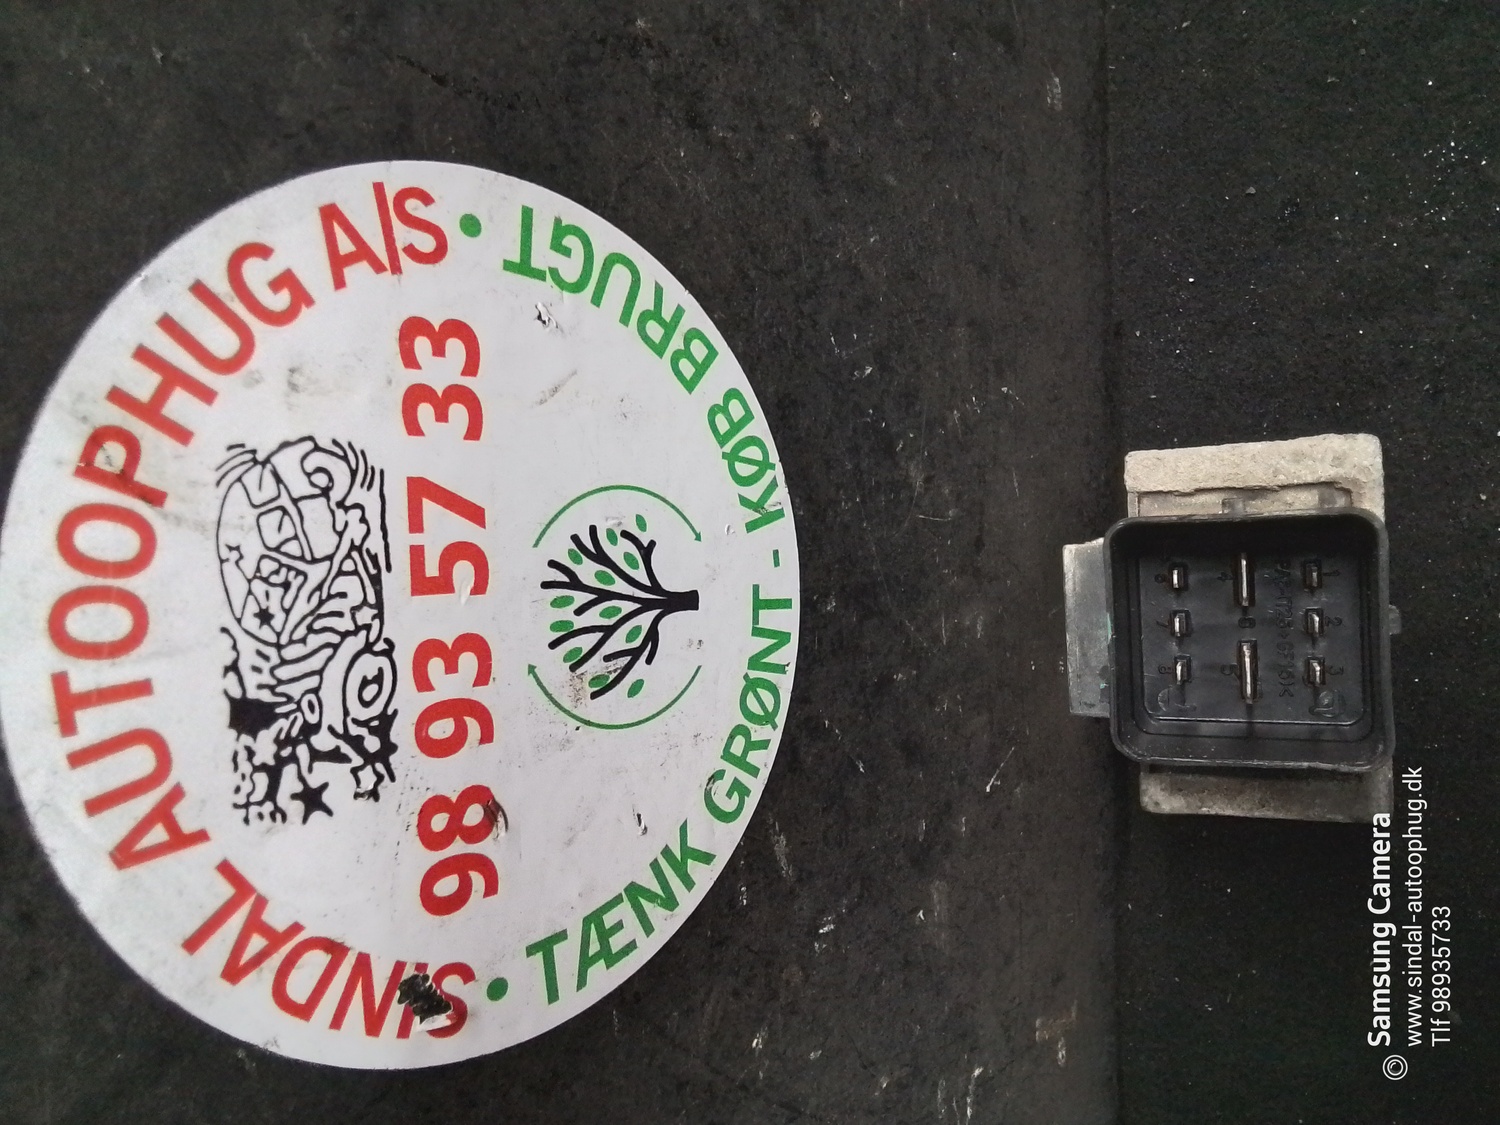 SINDAL AUTOOPHUG A/S
98 93 57 33
• TÆNK GRØNT - KØB BRUGT •
© Samsung Camera
www.sindal-autoophug.dk
Tlf 98935733